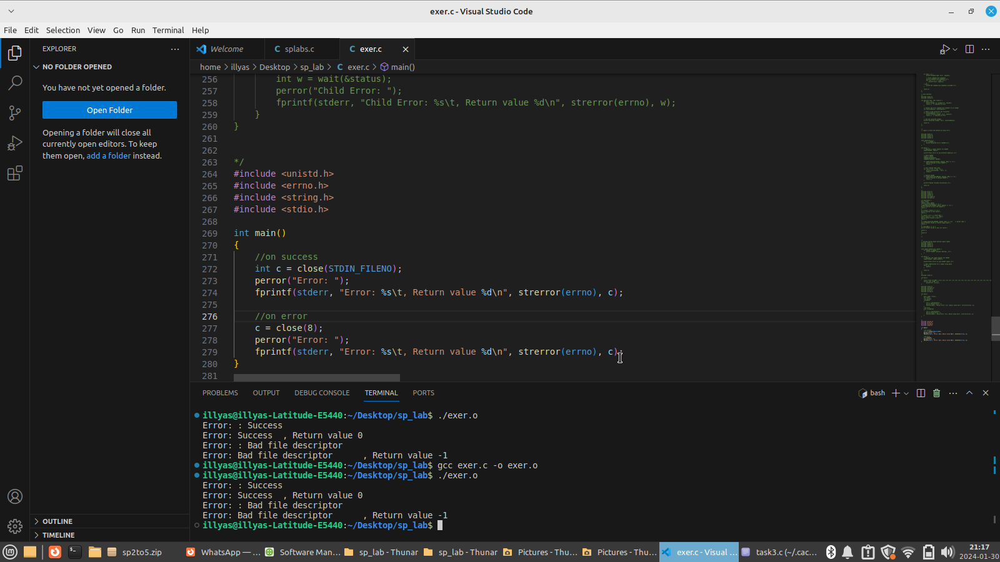 exer.c - Visual Studio Code
File Edit Selection View Go Run Terminal Help
EXPLORER
NO FOLDER OPENED
You have not yet opened a folder.
Open Folder
Opening a folder will close all
currently open editors. To keep
them open, add a folder instead.
OUTLINE
TIMELINE
Welcome
C splabs.c
C exer.c
home > illyas > Desktop > sp_lab > C exer.c > main()
256 int w = wait(&status);
257 perror("Child Error: ");
258 fprintf(stderr, "Child Error: %s\t, Return value %d\n", strerror(errno), w);
259 }
260 }
261
262
263 */
264 #include <unistd.h>
265 #include <errno.h>
266 #include <string.h>
267 #include <stdio.h>
268
269 int main()
270 {
271 //on success
272 int c = close(STDIN_FILENO);
273 perror("Error: ");
274 fprintf(stderr, "Error: %s\t, Return value %d\n", strerror(errno), c);
275
276 //on error
277 c = close(8);
278 perror("Error: ");
279 fprintf(stderr, "Error: %s\t, Return value %d\n", strerror(errno), c);
280 }
281
PROBLEMS OUTPUT DEBUG CONSOLE TERMINAL PORTS
bash
illyas@illyas-Latitude-E5440:~/Desktop/sp_lab$ ./exer.o
Error: : Success
Error: Success , Return value 0
Error: : Bad file descriptor
Error: Bad file descriptor , Return value -1
illyas@illyas-Latitude-E5440:~/Desktop/sp_lab$ gcc exer.c -o exer.o
illyas@illyas-Latitude-E5440:~/Desktop/sp_lab$ ./exer.o
Error: : Success
Error: Success , Return value 0
Error: : Bad file descriptor
Error: Bad file descriptor , Return value -1
illyas@illyas-Latitude-E5440:~/Desktop/sp_lab$
sp2to5.zip
WhatsApp — ...
Software Man...
sp_lab - Thunar
sp_lab - Thunar
Pictures - Thu...
Pictures - Thu...
exer.c - Visual ...
task3.c (~/.cac...
21:17
2024-01-30